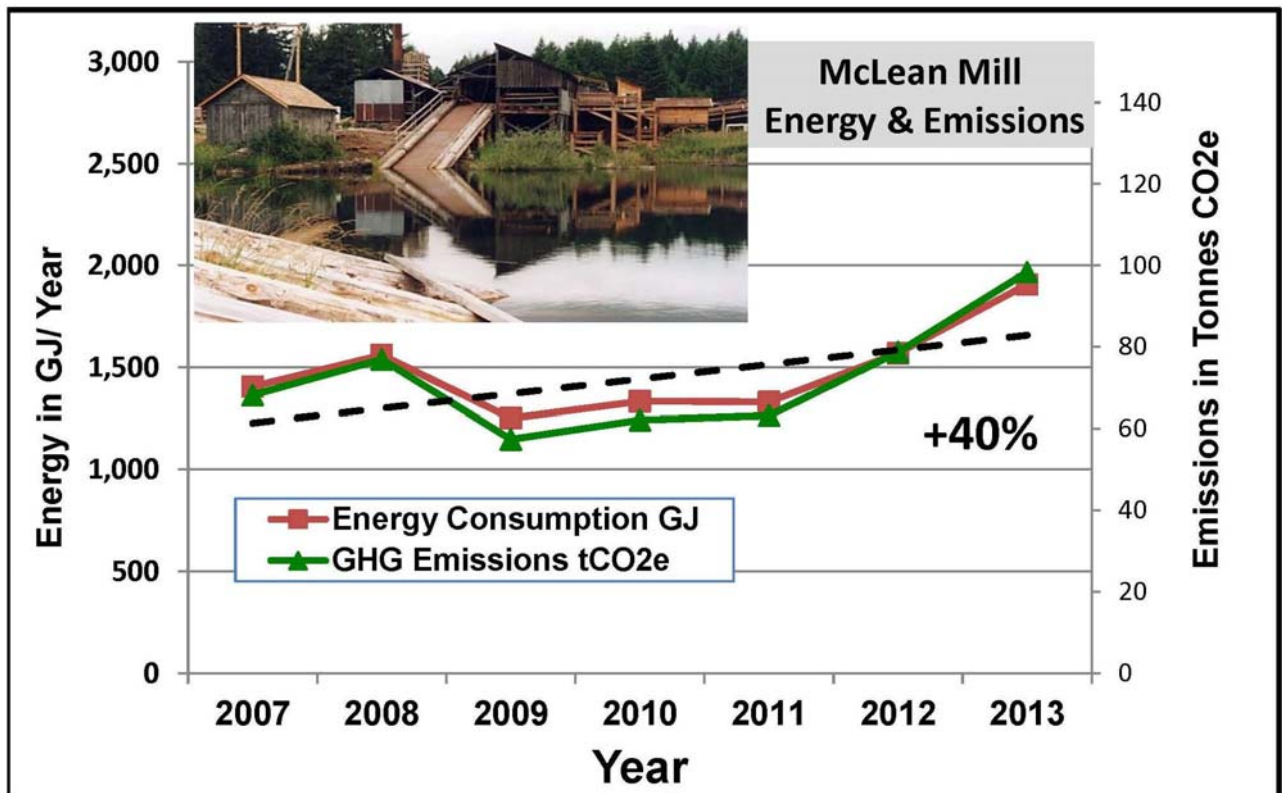 McLean Mill
Energy & Emissions
Energy in GJ/ Year
3,000
2,500
2,000
1,500
1,000
500
0
Emissions in Tonnes CO2e
140
120
100
80
60
40
20
0
+40%
Energy Consumption GJ
GHG Emissions tCO2e
2007 2008 2009 2010 2011 2012 2013
Year